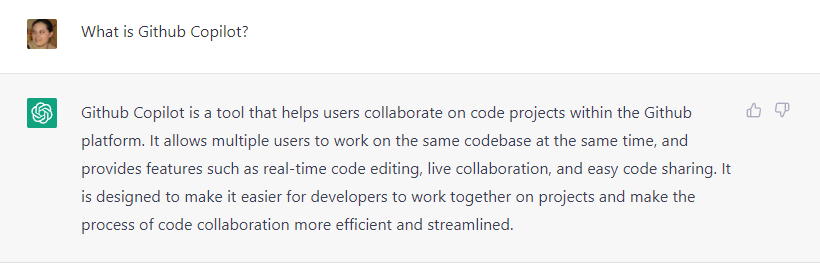 What is Github Copilot?
Github Copilot is a tool that helps users collaborate on code projects within the Github
platform. It allows multiple users to work on the same codebase at the same time, and
provides features such as real-time code editing, live collaboration, and easy code sharing. It
is designed to make it easier for developers to work together on projects and make the
process of code collaboration more efficient and streamlined.